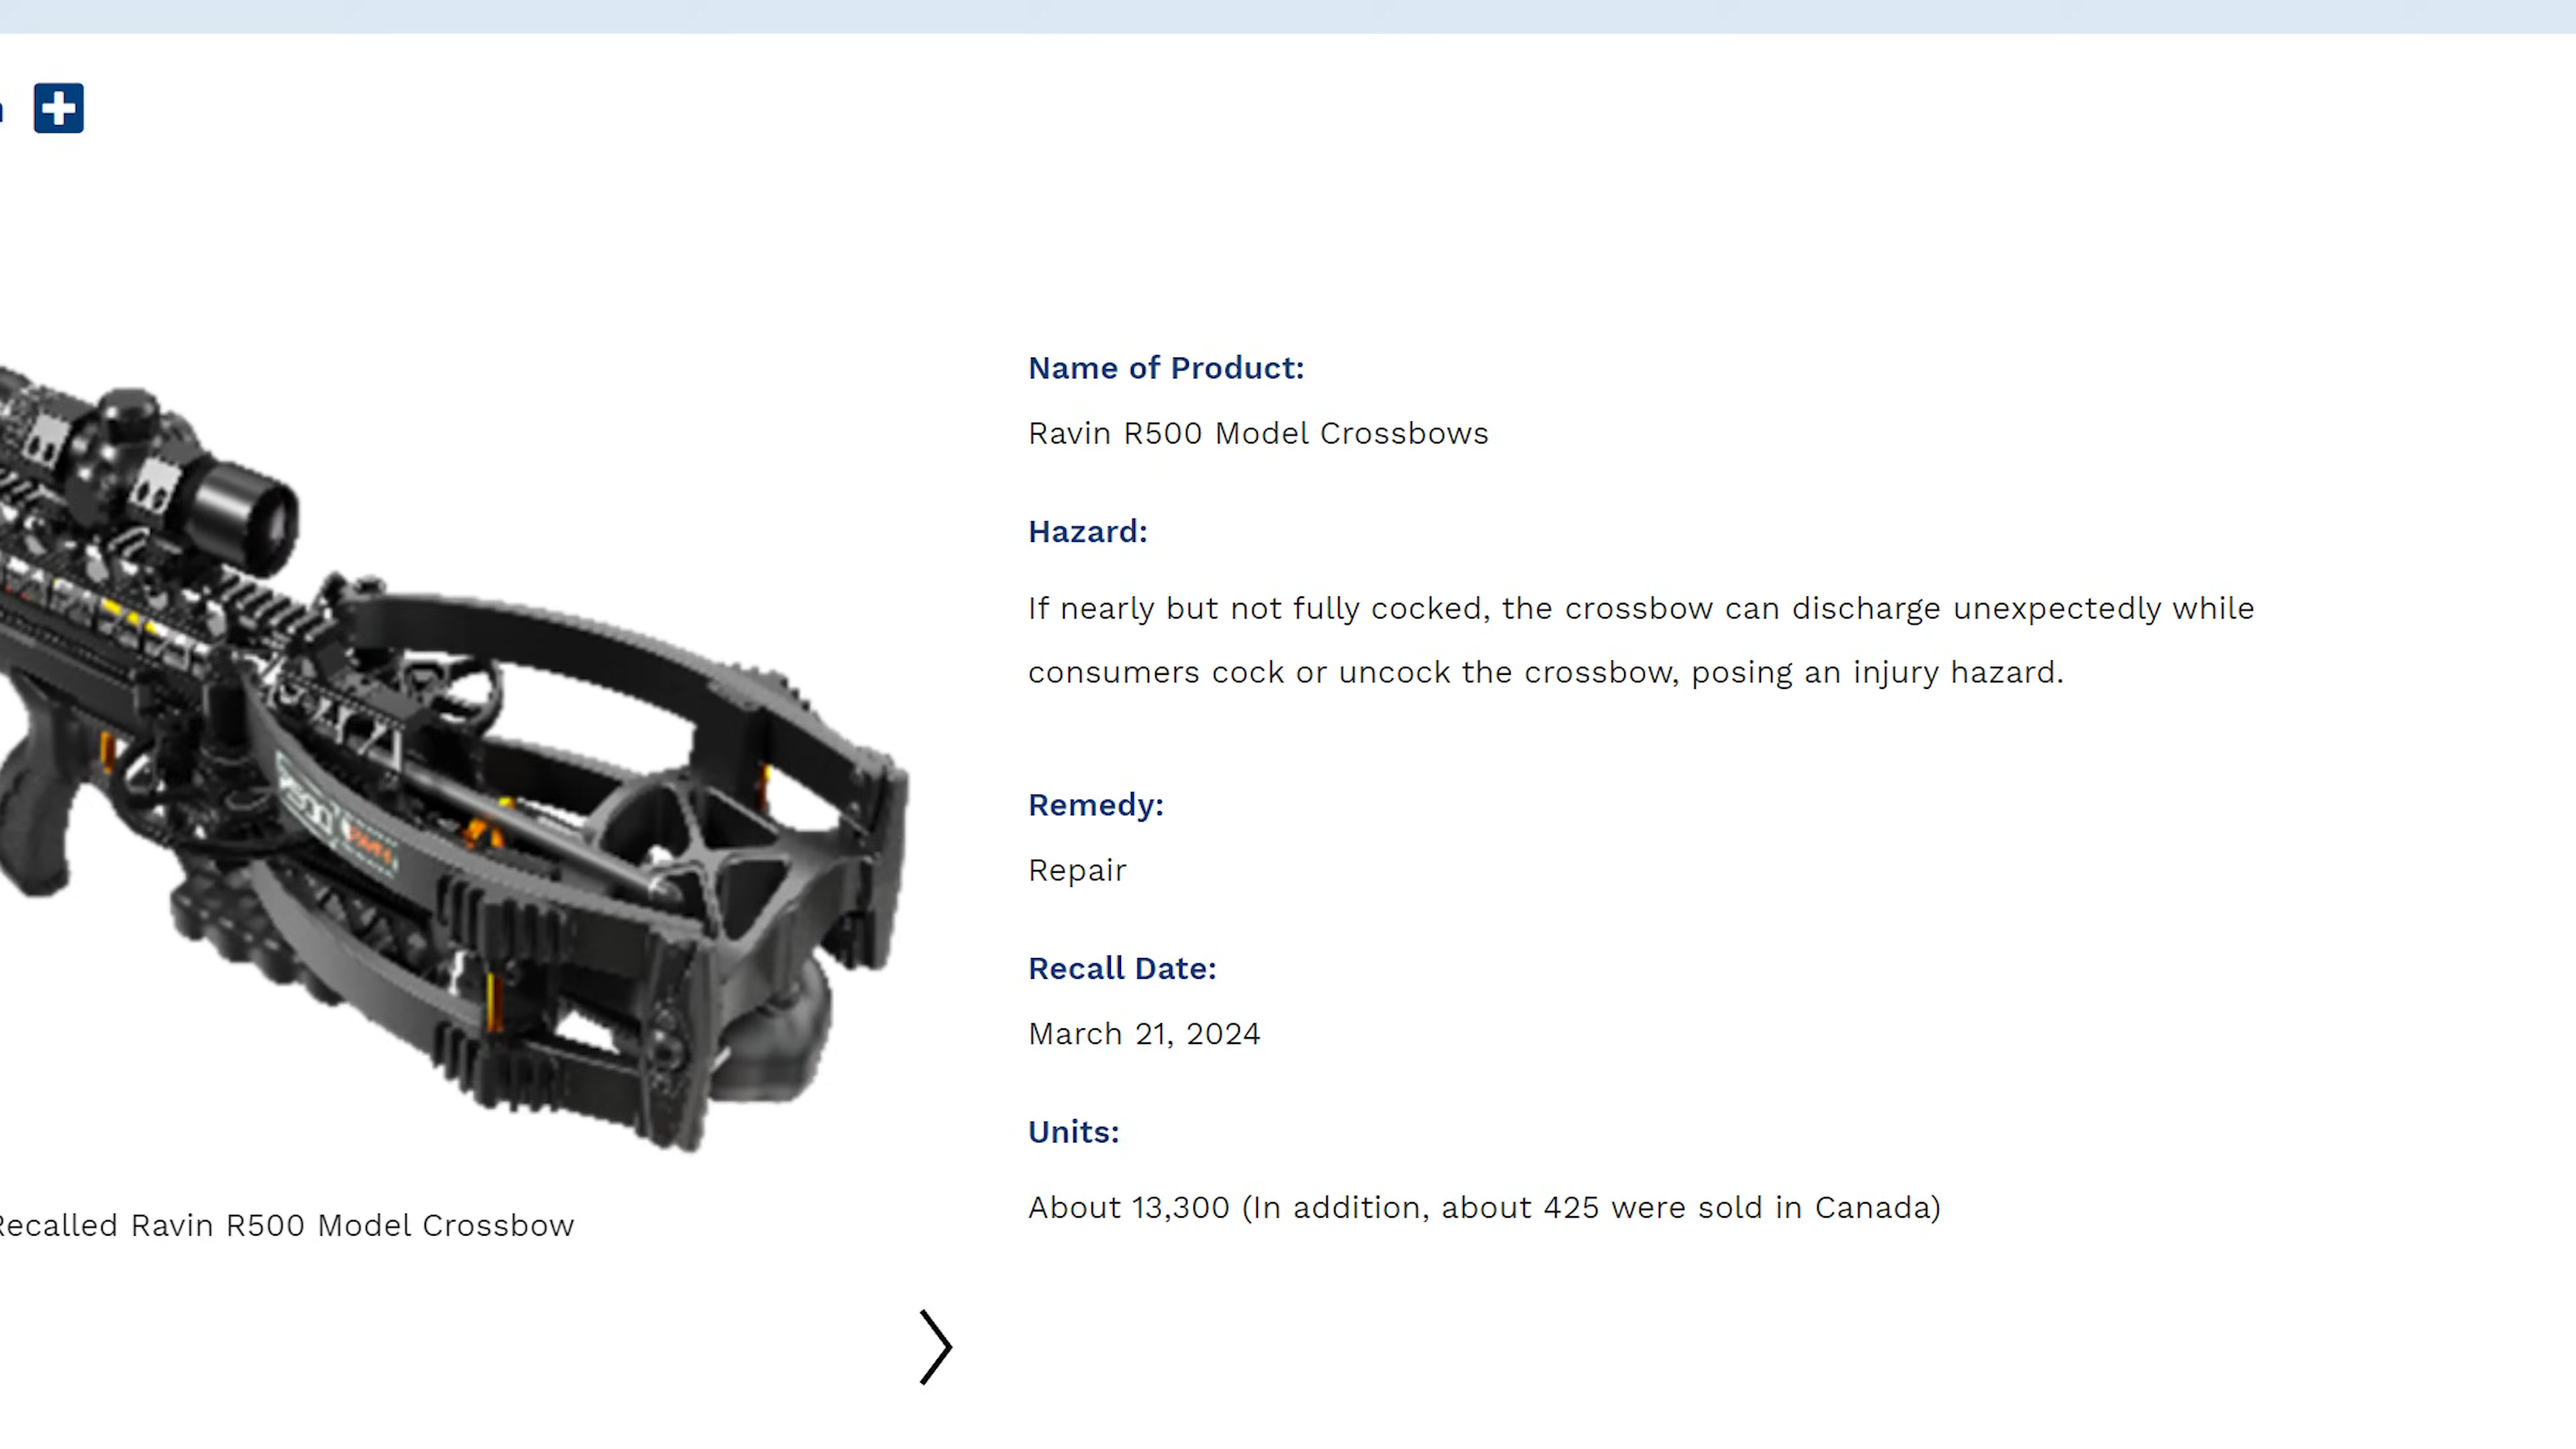 Name of Product:
Ravin R500 Model Crossbows
Hazard:
If nearly but not fully cocked, the crossbow can discharge unexpectedly while
consumers cock or uncock the crossbow, posing an injury hazard.
Remedy:
Repair
Recall Date:
March 21, 2024
Units:
About 13,300 (In addition, about 425 were sold in Canada)
Recalled Ravin R500 Model Crossbow